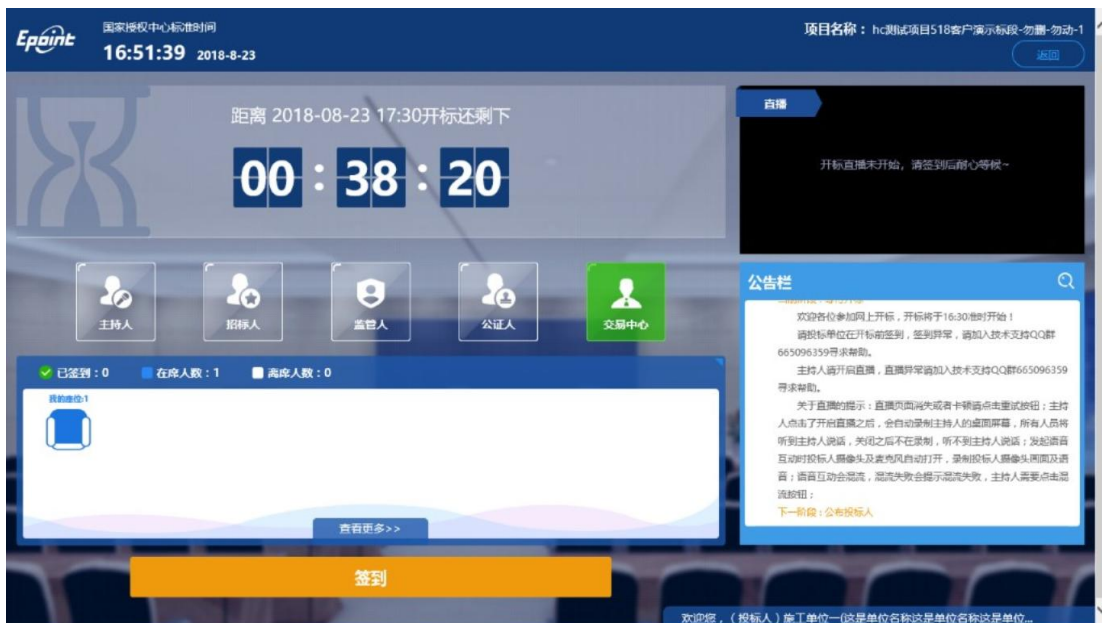 Epoint
国家授权中心标准时间
16:51:39 2018-8-23
项目名称：hc测试项目518客户演示标段-勿删-勿动-1
返回
距离 2018-08-23 17:30开标还剩下
00 : 38 : 20
直播
开标直播未开始，请签到后耐心等候~
主持人
招标人
监管人
公证人
交易中心
公告栏
欢迎各位参加网上开标，开标将于16:30准时开始！
请投标单位在开标前签到，签到异常，请加入技术支持QQ群
665096359寻求帮助。
主持人请开启直播，直播异常请加入技术支持QQ群665096359
寻求帮助。
关于直播的提示：直播页面消失或者卡顿请点击重试按钮；主持
人点击了开启直播之后，会自动录制主持人的桌面屏幕，所有人员将
听到主持人说话，关闭之后不在录制，听不到主持人说话；发起语音
互动时投标人摄像头及麦克风自动打开，录制投标人摄像头画面及语
音；语音互动会混流，混流失败会提示混流失败，主持人需要点击混
流按钮；
下一阶段：公布投标人
已签到：0 在席人数：1 离席人数：0
我的座位:1
查看更多>>
签到
欢迎您，（投标人）施工单位一(这是单位名称这是单位名称这是单位...